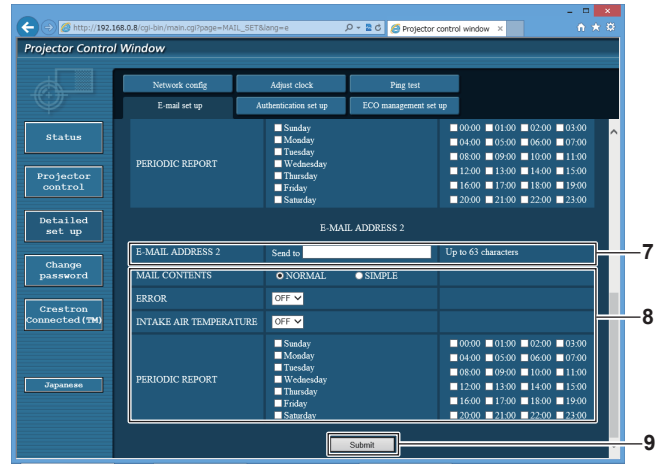 http://192.168.0.8/cgi-bin/main.cgi?page=MAIL_SET&lang=e
Projector control window
Projector Control Window
Network config Adjust clock Ping test
E-mail set up Authentication set up ECO management set up
Status
Projector control
Detailed set up
Change password
Crestron Connected(TM)
Japanese
PERIODIC REPORT
Sunday
Monday
Tuesday
Wednesday
Thursday
Friday
Saturday
00:00 01:00 02:00 03:00
04:00 05:00 06:00 07:00
08:00 09:00 10:00 11:00
12:00 13:00 14:00 15:00
16:00 17:00 18:00 19:00
20:00 21:00 22:00 23:00
E-MAIL ADDRESS 2
E-MAIL ADDRESS 2 Send to Up to 63 characters
7
MAIL CONTENTS NORMAL SIMPLE
ERROR OFF
8
INTAKE AIR TEMPERATURE OFF
PERIODIC REPORT
Sunday
Monday
Tuesday
Wednesday
Thursday
Friday
Saturday
00:00 01:00 02:00 03:00
04:00 05:00 06:00 07:00
08:00 09:00 10:00 11:00
12:00 13:00 14:00 15:00
16:00 17:00 18:00 19:00
20:00 21:00 22:00 23:00
Submit
9